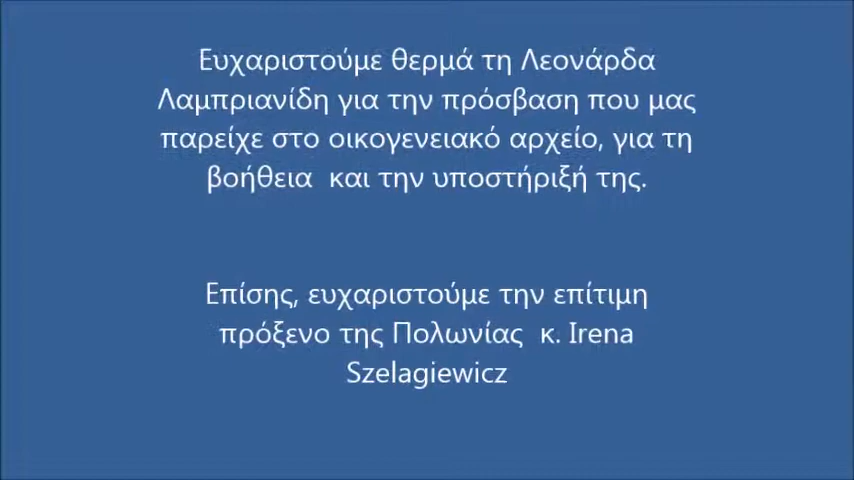 Ευχαριστούμε θερμά τη Λεονάρδα
Λαμπριανίδη για την πρόσβαση που μας
παρείχε στο οικογενειακό αρχείο, για τη
βοήθεια  και την υποστήριξή της.
Επίσης, ευχαριστούμε την επίτιμη
πρόξενο της Πολωνίας  κ. Irena
Szelagiewicz